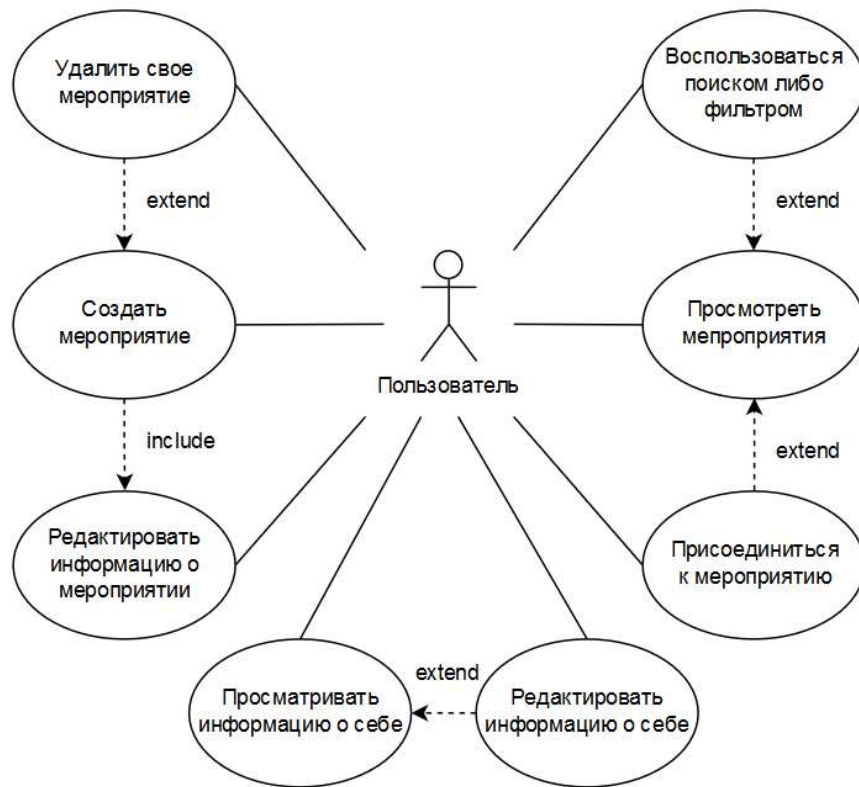 Удалить свое
мероприятие
Воспользоваться
поиском либо
фильтром
extend
extend
Создать
мероприятие
Просмотреть
мепроприятия
Пользователь
include
extend
Редактировать
информацию о
мероприятии
Присоединиться
к мероприятию
Просматривать
информацию о себе
extend
Редактировать
информацию о себе